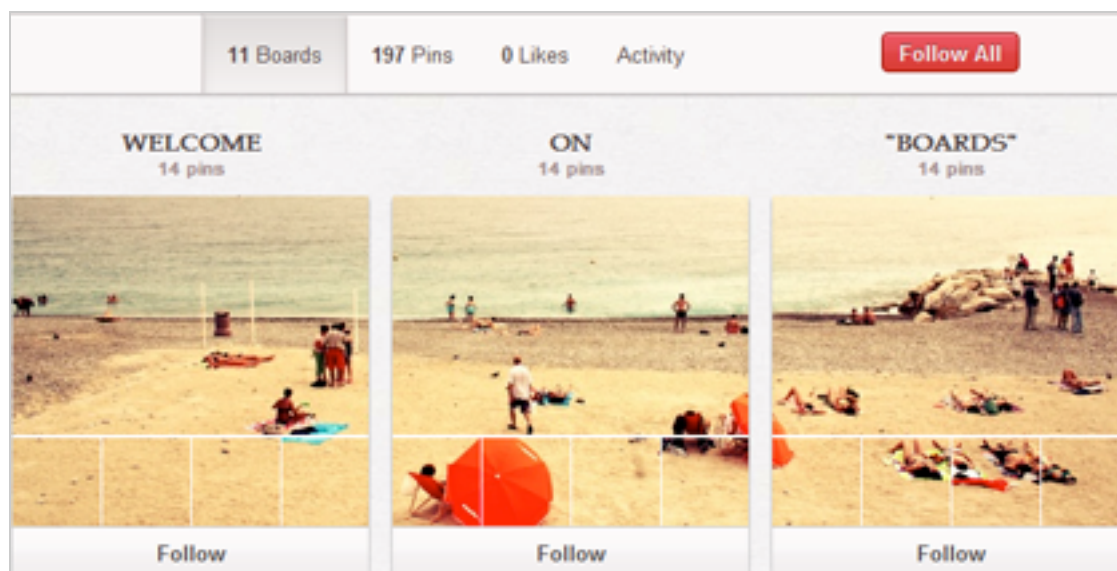 11 Boards 197 Pins 0 Likes Activity Follow All
WELCOME ON "BOARDS"
14 pins 14 pins 14 pins
Follow Follow Follow